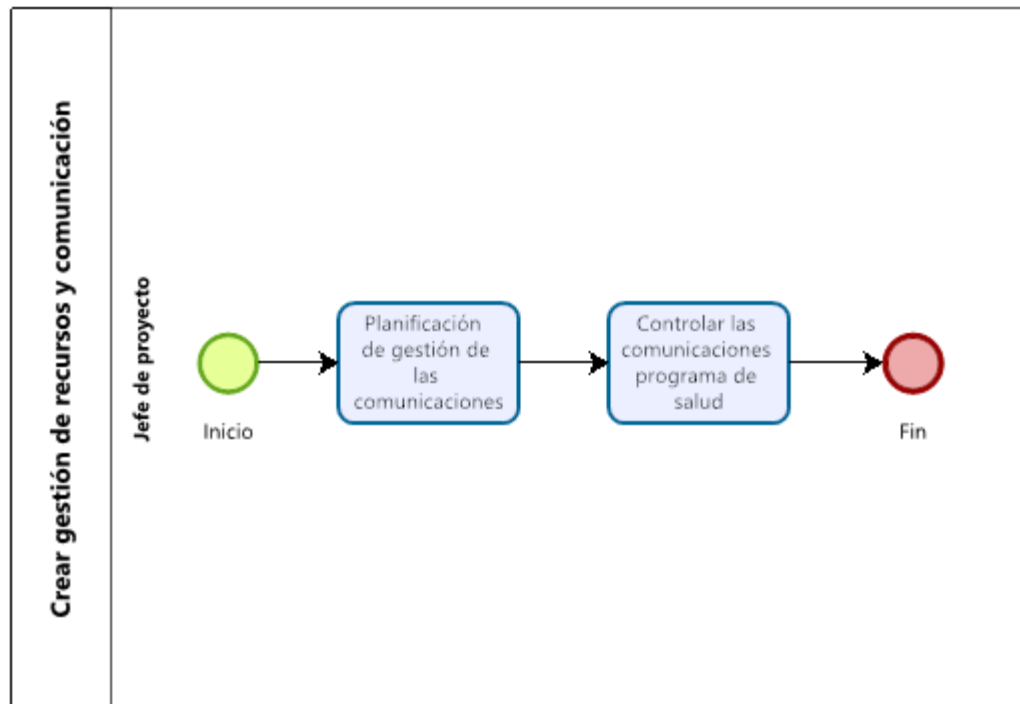 Crear gestión de recursos y comunicación
Jefe de proyecto
Inicio
Planificación
de gestión de
las
comunicaciones
Controlar las
comunicaciones
programa de
salud
Fin